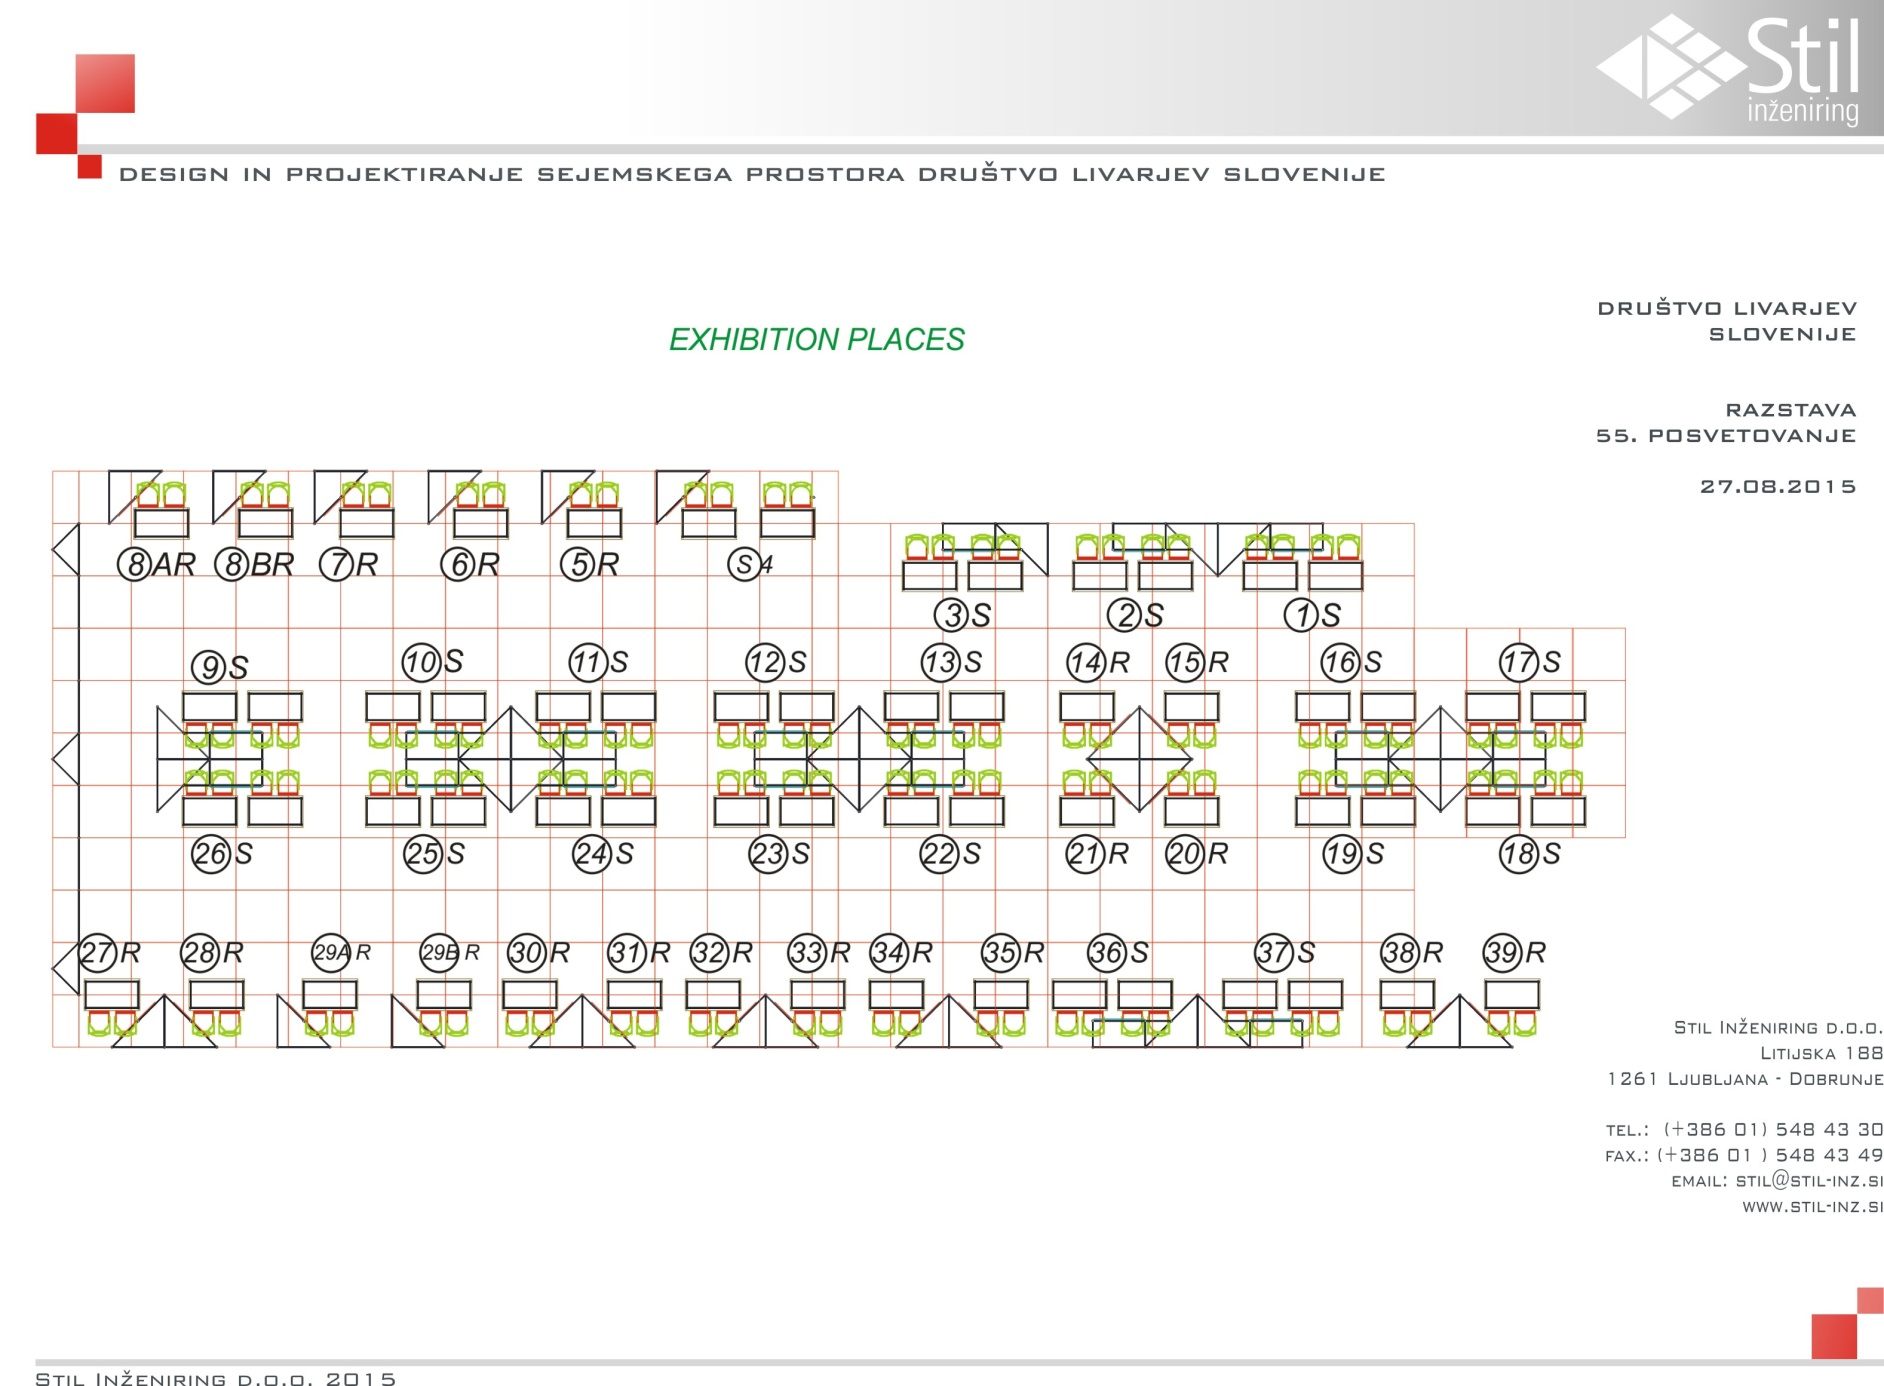 Stil
inženiring
DESIGN IN PROJEKTIRANJE SEJEMSKEGA PROSTORA DRUŠTVO LIVARJEV SLOVENIJE
DRUŠTVO LIVARJEV
SLOVENIJE
EXHIBITION PLACES
RAZSTAVA
55. POSVETOVANJE
27.08.2015
8AR 8BR 7R 6R 5R S4
3S 2S 1S
9S 10S 11S 12S 13S 14R 15R 16S 17S
26S 25S 24S 23S 22S 21R 20R 19S 18S
27R 28R 29A R 29B R 30R 31R 32R 33R 34R 35R 36S 37S 38R 39R
STIL INŽENIRING D.O.O.
LITIJSKA 188
1261 LJUBLJANA - DOBRUNJE
TEL.: (+386 01) 548 43 30
FAX.: (+386 01 ) 548 43 49
EMAIL: STIL@STIL-INZ.SI
WWW.STIL-INZ.SI
STIL INŽENIRING D.O.O. 2015